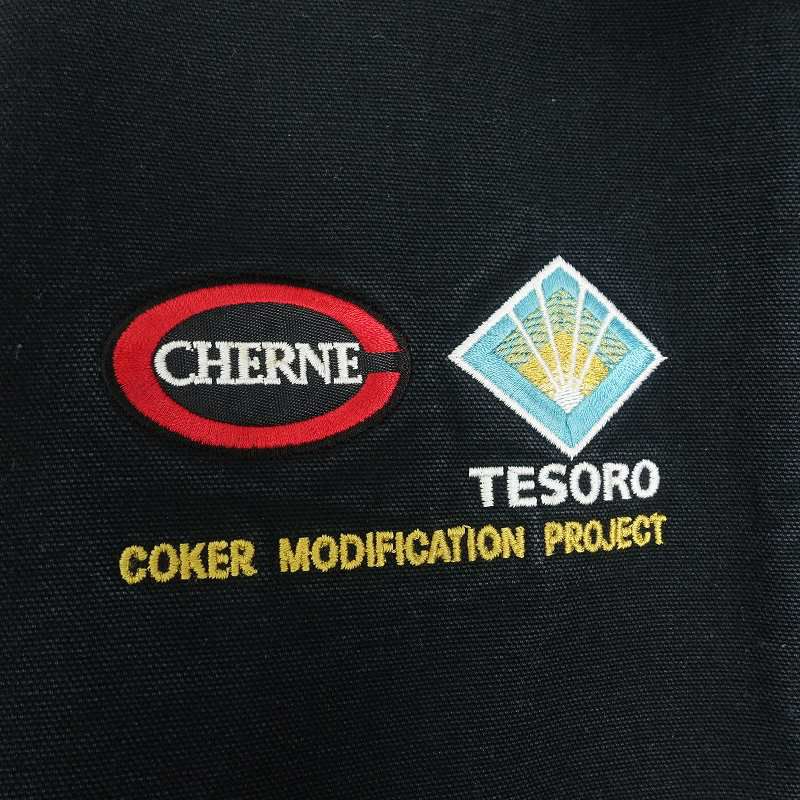 CHERNE
TESORO
COKER MODIFICATION PROJECT